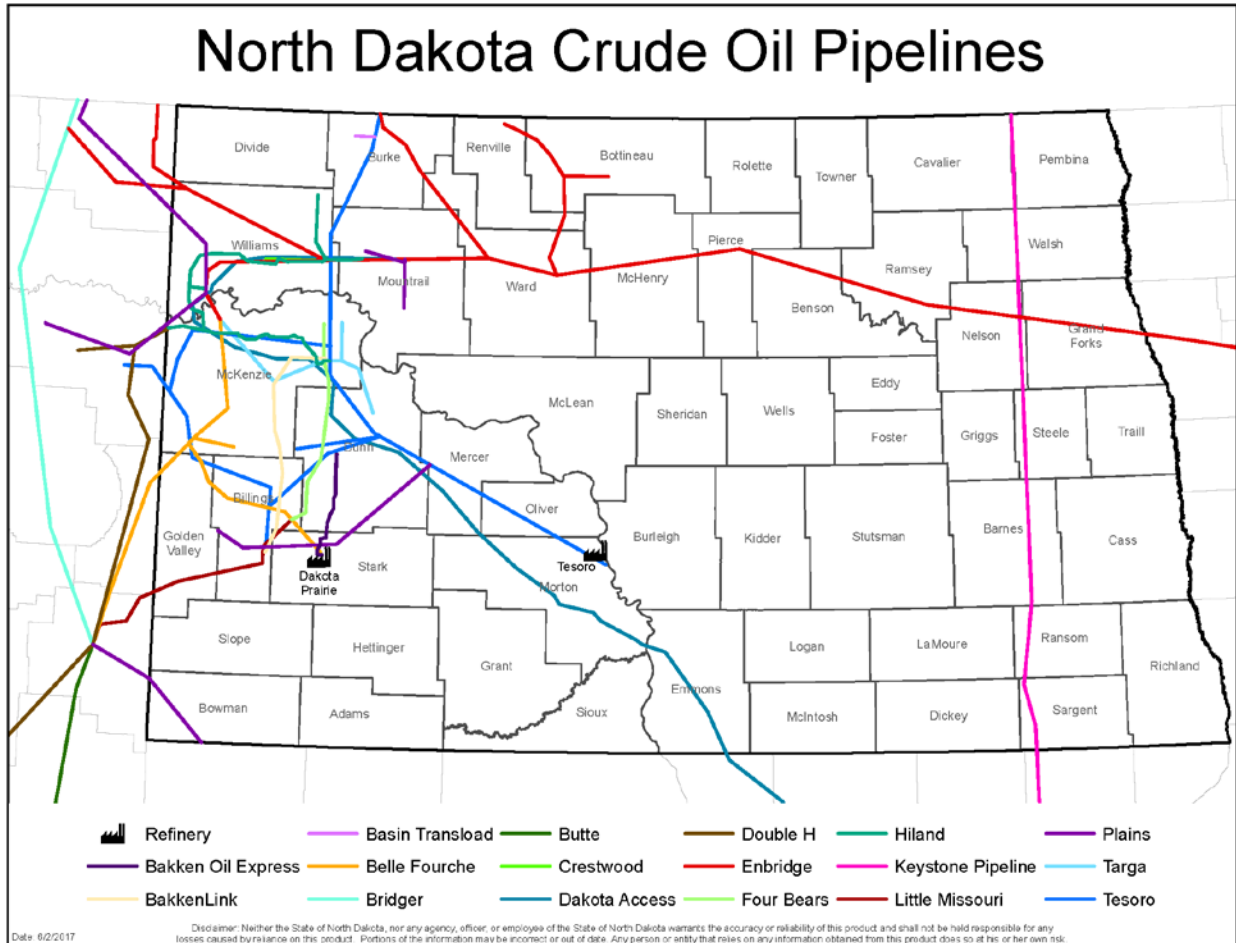 North Dakota Crude Oil Pipelines
Divide
Burke
Renville
Bottineau
Rolette
Towner
Cavalier
Pembina
Williams
Mountrail
Ward
McHenry
Pierce
Benson
Ramsey
Walsh
Nelson
Grand
Forks
McKenzie
Dunn
McLean
Sheridan
Wells
Eddy
Foster
Griggs
Steele
Traill
Mercer
Oliver
Billings
Golden
Valley
Stark
Dakota
Prairie
Tesoro
Morton
Burleigh
Kidder
Stutsman
Barnes
Cass
Slope
Hettinger
Grant
Bowman
Adams
Sioux
Emmons
Logan
LaMoure
Ransom
Richland
McIntosh
Dickey
Sargent
Refinery Basin Transload Butte Double H Hiland Plains
Bakken Oil Express Belle Fourche Crestwood Enbridge Keystone Pipeline Targa
BakkenLink Bridger Dakota Access Four Bears Little Missouri Tesoro
Disclaimer: Neither the State of North Dakota, nor any agency, officer, or employee of the State of North Dakota warrants the accuracy or reliability of this product and shall not be held responsible for any
Date: 6/2/2017 losses caused by reliance on this product. Portions of the information may be incorrect or out of date. Any person or entity that relies on any information obtained from this product does so at his or her own risk.